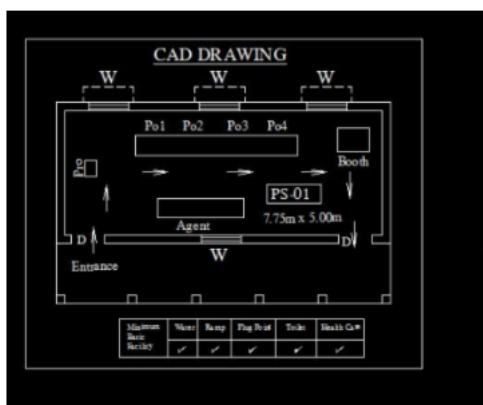 CAD DRAWING
W W W
Po1 Po2 Po3 Po4
Pro
Booth
PS-01
7.75m x 5.00m
Agent
D D
W
Entrance
Minimum Basic Facility
Water Ramp Plug Point Toilet Health Care
✓ ✓ ✓ ✓ ✓